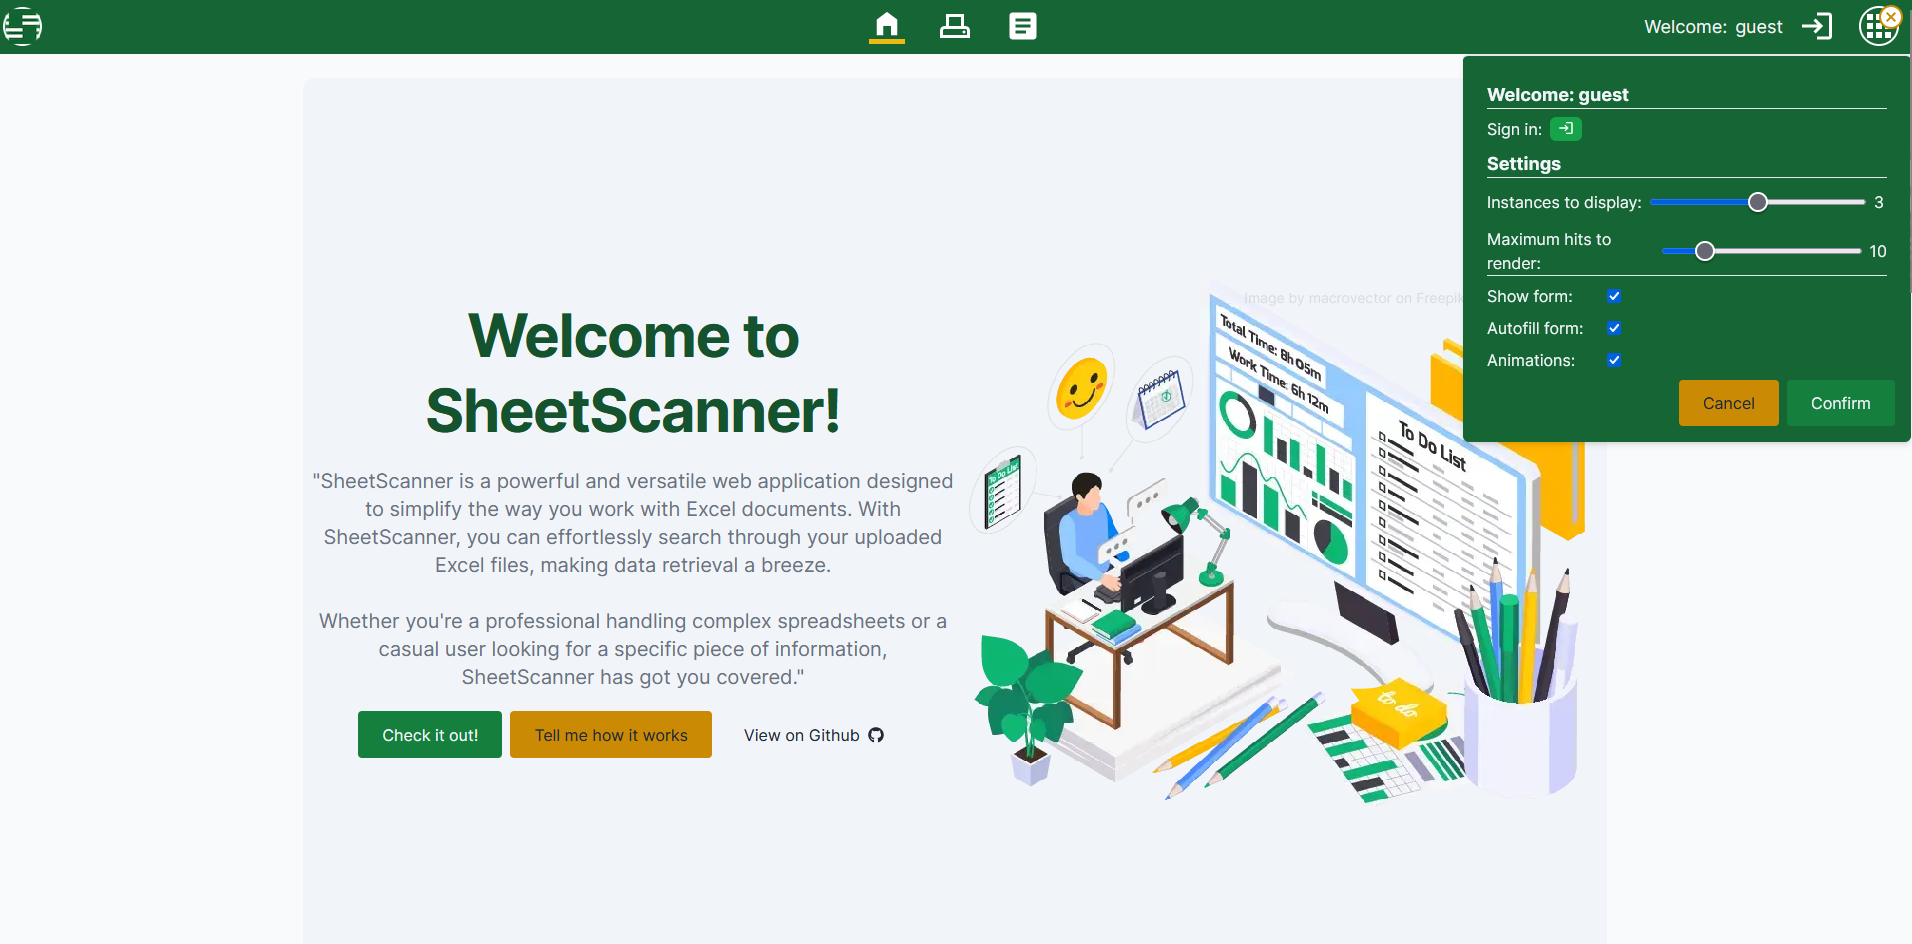 Welcome: guest
Welcome: guest
Sign in:
Settings
Instances to display: 3
Maximum hits to
render: 10
Show form:
Autofill form:
Animations:
Cancel Confirm
Image by macrovector on Freepik
Welcome to
SheetScanner!
"SheetScanner is a powerful and versatile web application designed
to simplify the way you work with Excel documents. With
SheetScanner, you can effortlessly search through your uploaded
Excel files, making data retrieval a breeze.
Whether you're a professional handling complex spreadsheets or a
casual user looking for a specific piece of information,
SheetScanner has got you covered."
Check it out! Tell me how it works View on Github
Total Time: 8h 05m
Work Time: 6h 12m
To Do List
To Do List
to do